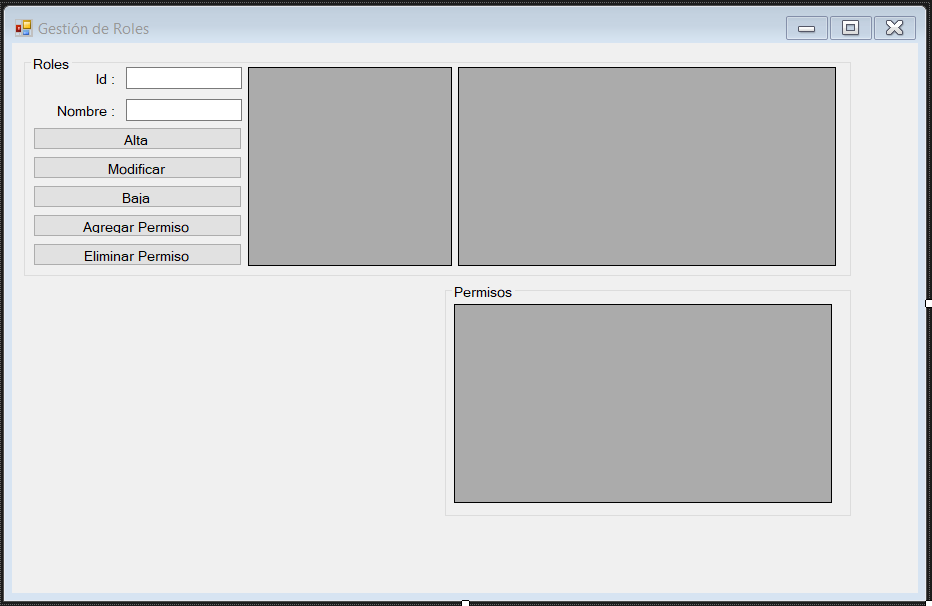 Gestión de Roles
Roles
Id :
Nombre :
Alta
Modificar
Baja
Agregar Permiso
Eliminar Permiso
Permisos